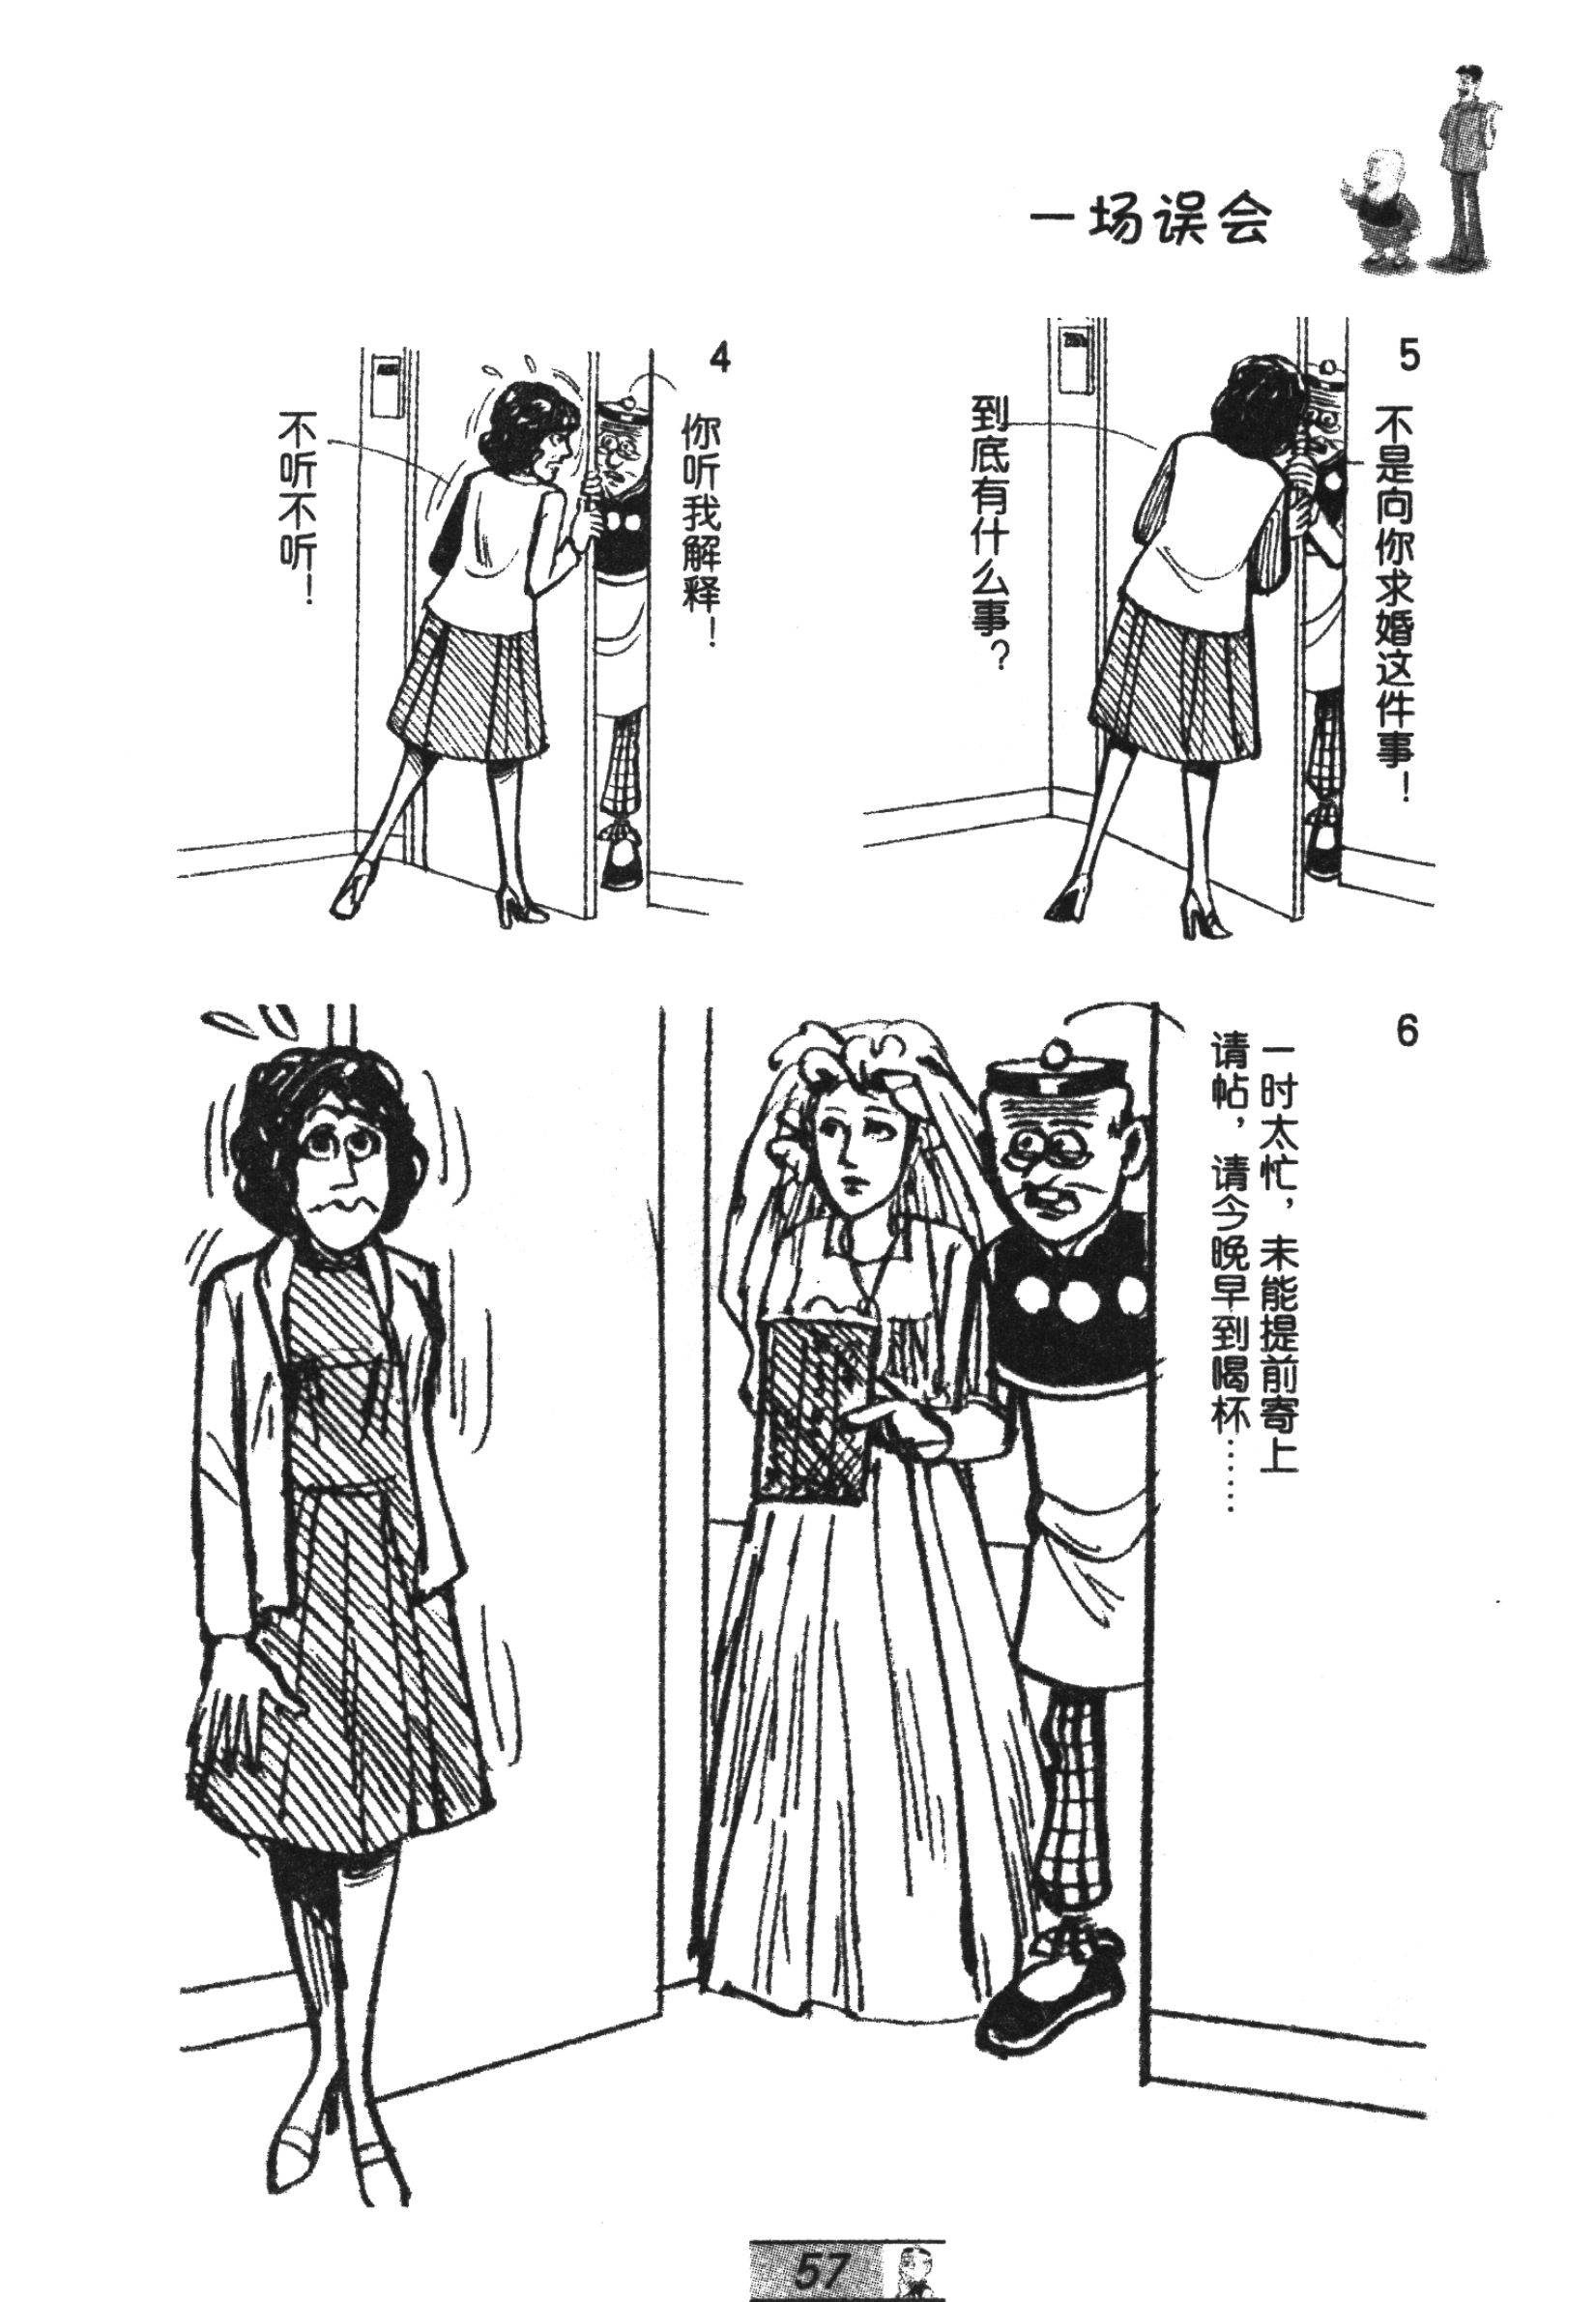 一场误会
4
你听我解释！
不听不听！
5
不是向你求婚这件事！
到底有什么事？
6
一时太忙，未能提前寄上
请帖，请今晚早到喝杯……
57